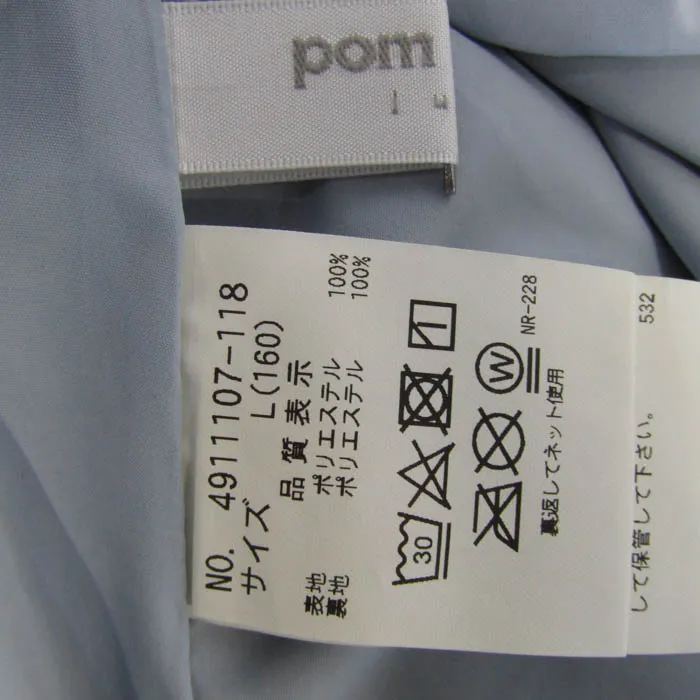 pom
NO. 4911107-118
サイズ L(160)
品質表示
表地 ポリエステル 100%
裏地 ポリエステル 100%
30
W
NR-228
裏返してネット使用
532
して保管して下さい。